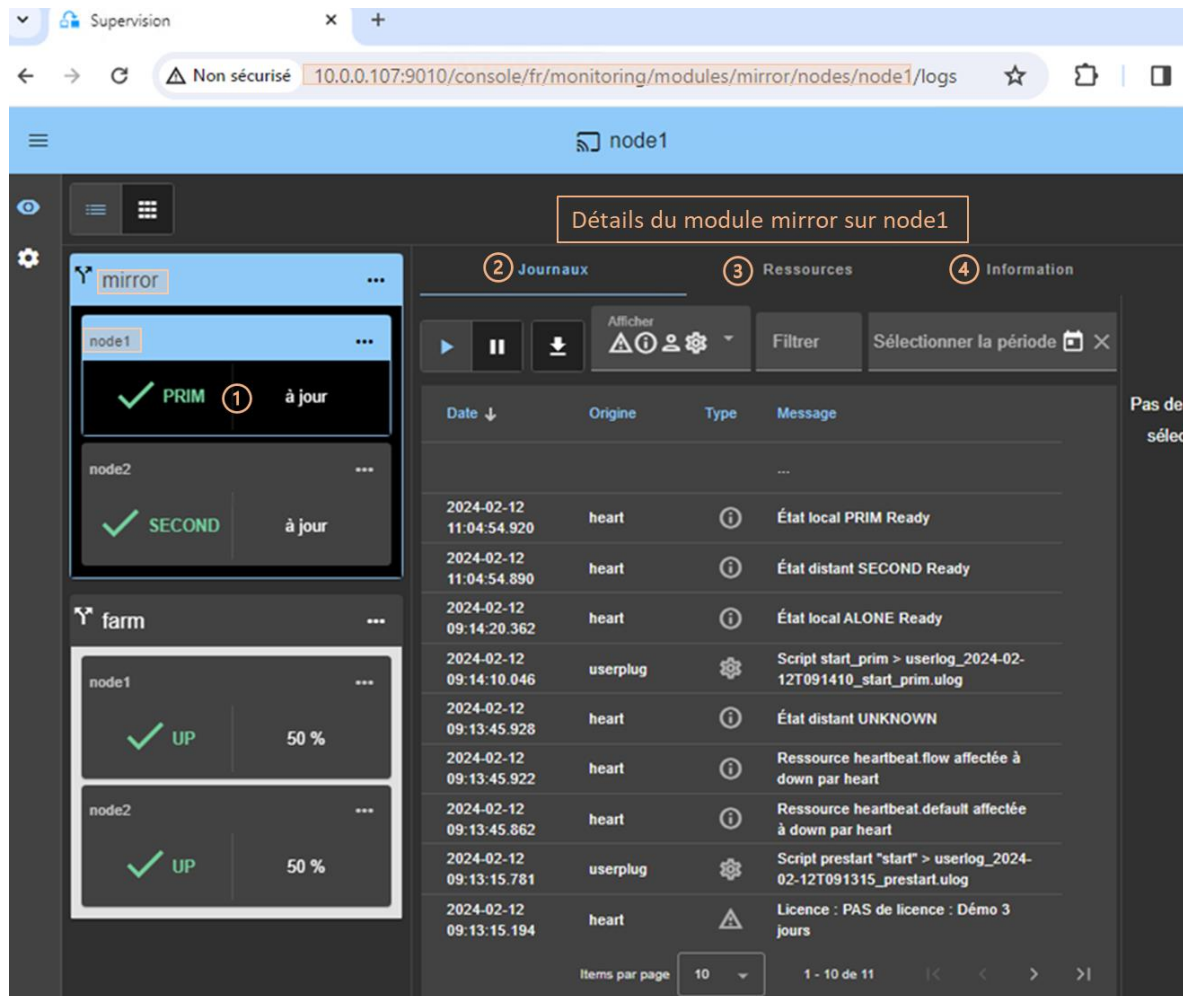 Supervision
Non sécurisé 10.0.0.107:9010/console/fr/monitoring/modules/mirror/nodes/node1/logs
node1
Détails du module mirror sur node1
mirror ...
node1 ...
PRIM 1 à jour
node2 ...
SECOND à jour
farm ...
node1 ...
UP 50 %
node2 ...
UP 50 %
2 Journaux 3 Ressources 4 Information
Afficher
Filtrer Sélectionner la période
Date Origine Type Message
...
2024-02-12
11:04:54.920 heart État local PRIM Ready
2024-02-12
11:04:54.890 heart État distant SECOND Ready
2024-02-12
09:14:20.362 heart État local ALONE Ready
2024-02-12 Script start_prim > userlog_2024-02-
09:14:10.046 userplug 12T091410_start_prim.ulog
2024-02-12
09:13:45.928 heart État distant UNKNOWN
2024-02-12 Ressource heartbeat.flow affectée à
09:13:45.922 heart down par heart
2024-02-12 Ressource heartbeat.default affectée
09:13:45.862 heart à down par heart
2024-02-12 Script prestart "start" > userlog_2024-
09:13:15.781 userplug 02-12T091315_prestart.ulog
2024-02-12 Licence : PAS de licence : Démo 3
09:13:15.194 heart jours
Items par page 10 1 - 10 de 11
Pas de
sélec